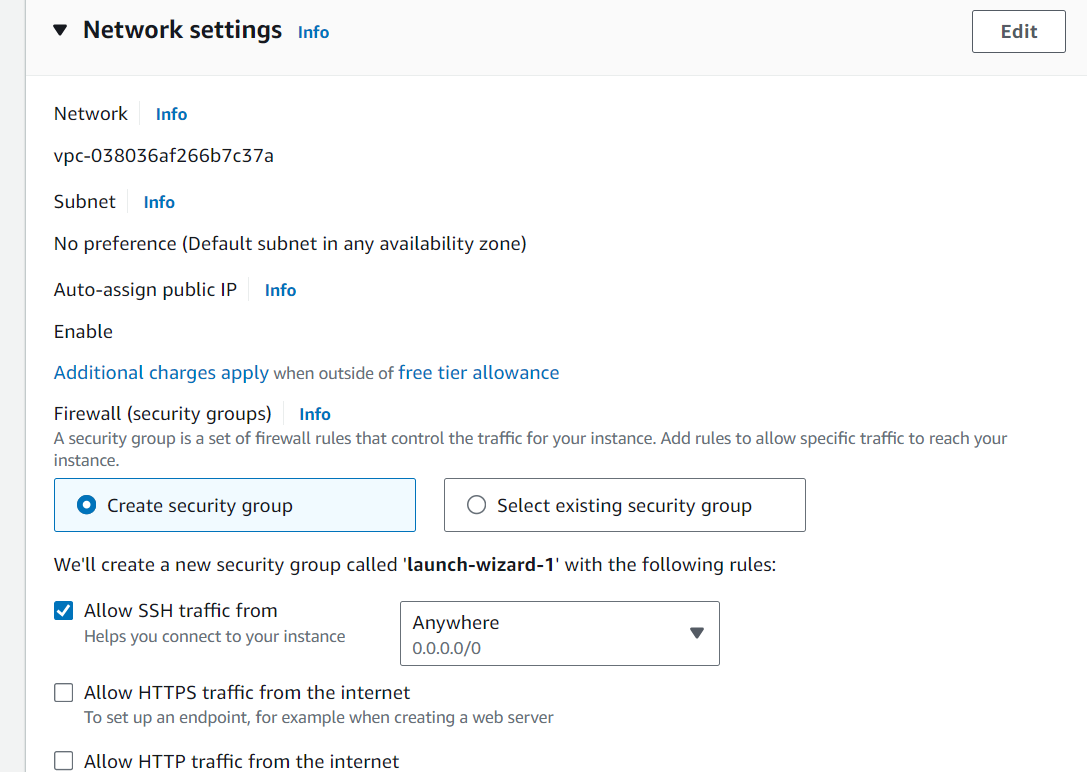 Network settings Info Edit
Network Info
vpc-038036af266b7c37a
Subnet Info
No preference (Default subnet in any availability zone)
Auto-assign public IP Info
Enable
Additional charges apply when outside of free tier allowance
Firewall (security groups) Info
A security group is a set of firewall rules that control the traffic for your instance. Add rules to allow specific traffic to reach your
instance.
Create security group Select existing security group
We'll create a new security group called 'launch-wizard-1' with the following rules:
Allow SSH traffic from
Helps you connect to your instance
Anywhere
0.0.0.0/0
Allow HTTPS traffic from the internet
To set up an endpoint, for example when creating a web server
Allow HTTP traffic from the internet